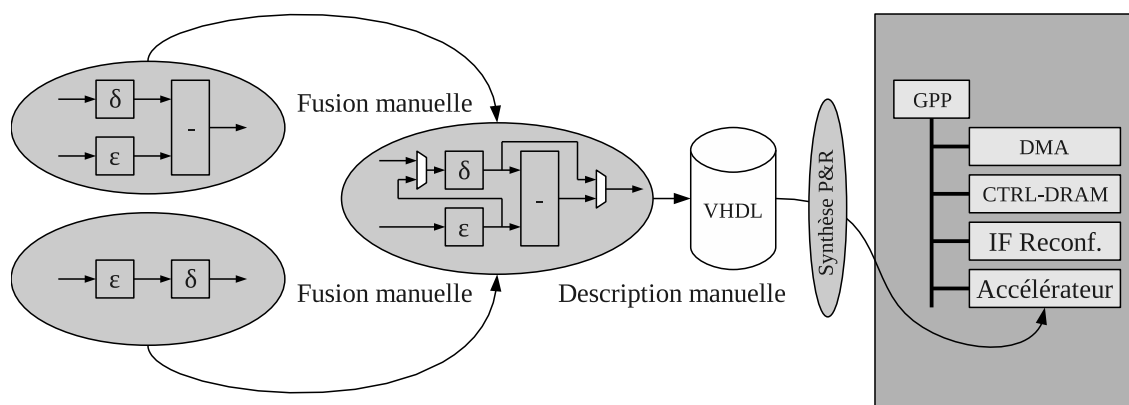 δ
ε
-
Fusion manuelle
ε
δ
Fusion manuelle
δ
ε
-
Description manuelle
VHDL
Synthèse P&R
GPP
DMA
CTRL-DRAM
IF Reconf.
Accélérateur